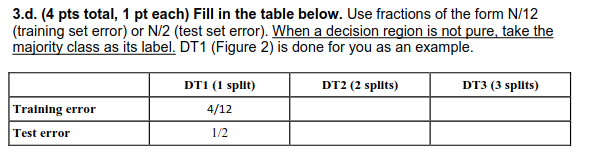 3.d. (4 pts total, 1 pt each) Fill in the table below. Use fractions of the form N/12
(training set error) or N/2 (test set error). When a decision region is not pure, take the
majority class as its label. DT1 (Figure 2) is done for you as an example.
DT1 (1 split) DT2 (2 splits) DT3 (3 splits)
Training error 4/12
Test error 1/2